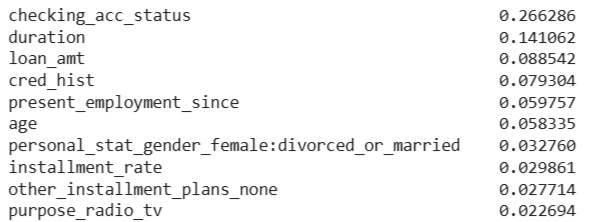 checking_acc_status 0.266286
duration 0.141062
loan_amt 0.088542
cred_hist 0.079304
present_employment_since 0.059757
age 0.058335
personal_stat_gender_female:divorced_or_married 0.032760
installment_rate 0.029861
other_installment_plans_none 0.027714
purpose_radio_tv 0.022694